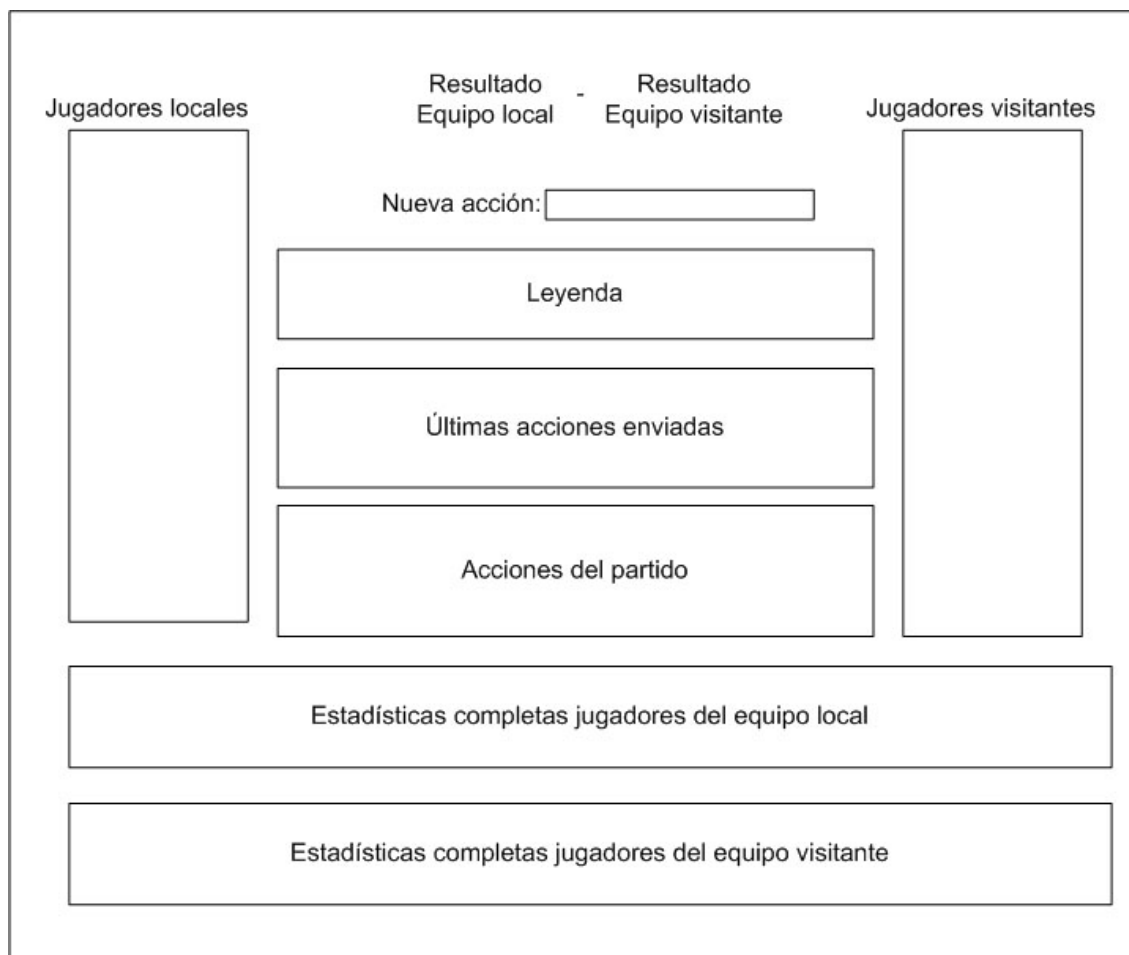 Resultado
Equipo local
-
Resultado
Equipo visitante
Jugadores locales
Jugadores visitantes
Nueva acción:
Leyenda
Últimas acciones enviadas
Acciones del partido
Estadísticas completas jugadores del equipo local
Estadísticas completas jugadores del equipo visitante